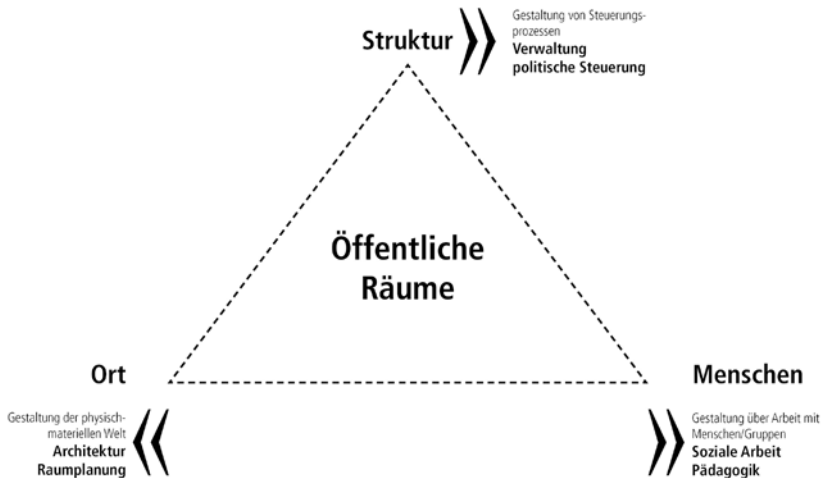 Struktur
Gestaltung von Steuerungs-
prozessen
Verwaltung
politische Steuerung
Öffentliche
Räume
Ort
Gestaltung der physisch-
materiellen Welt
Architektur
Raumplanung
Menschen
Gestaltung über Arbeit mit
Menschen/Gruppen
Soziale Arbeit
Pädagogik